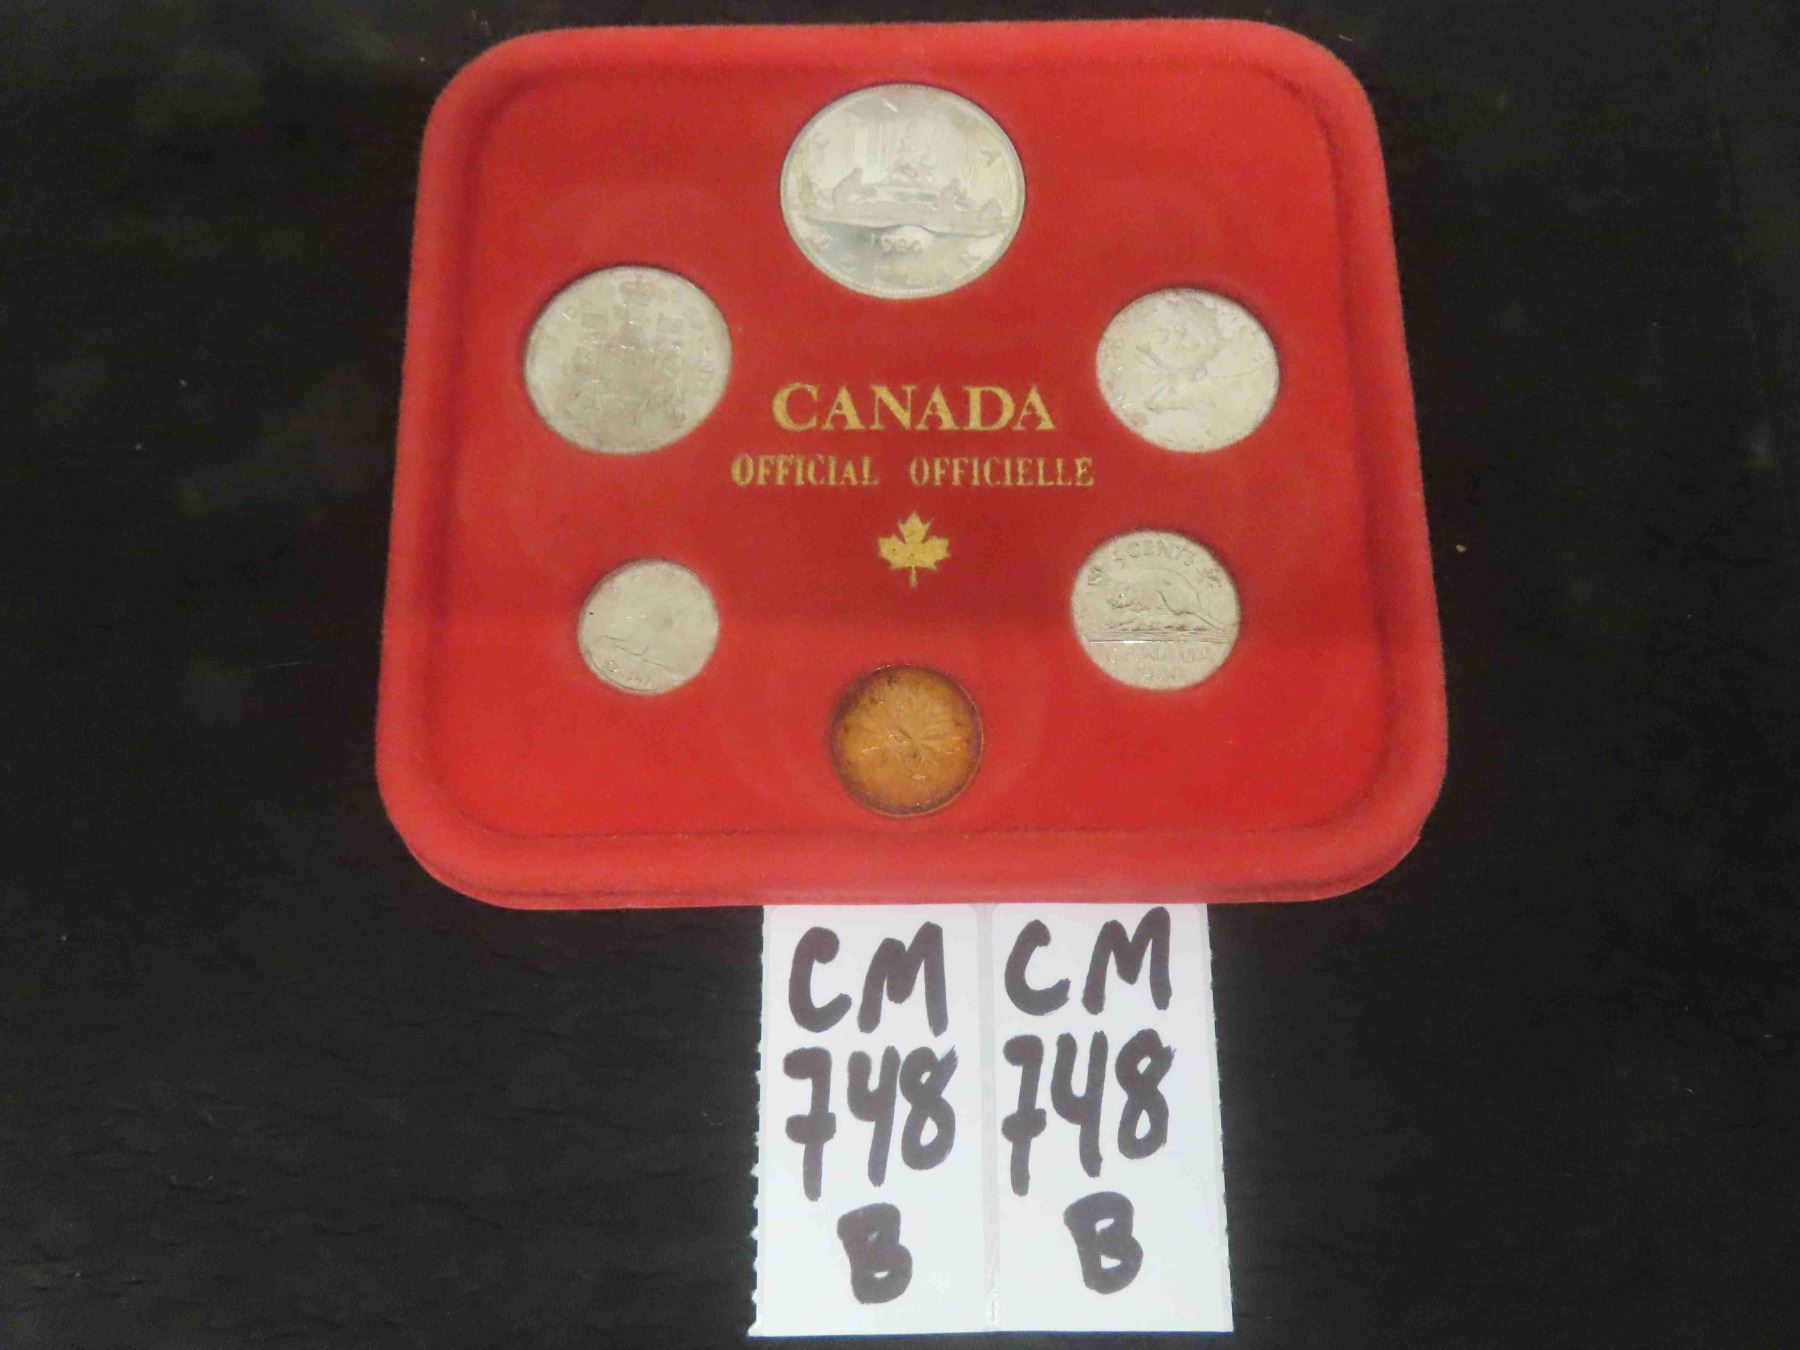 CANADA
OFFICIAL OFFICIELLE
5 CENTS
CANADA
CM CM
748 748
B B